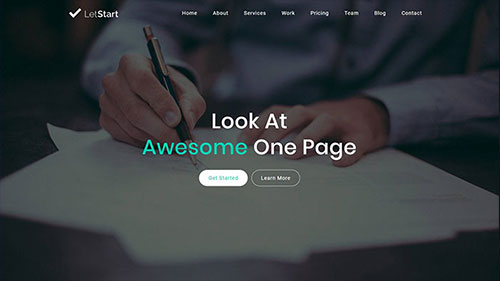 LetStart
Home About Services Work Pricing Team Blog Contact
Look At
Awesome One Page
Get Started Learn More